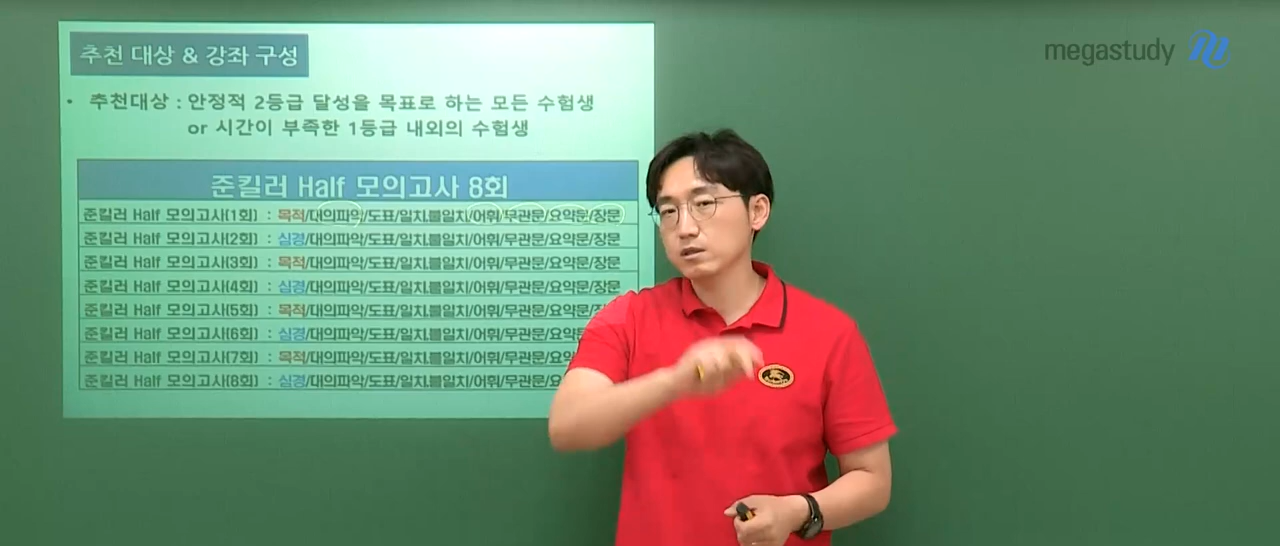 megastudy
추천 대상 & 강좌 구성
• 추천대상 : 안정적 2등급 달성을 목표로 하는 모든 수험생
or 시간이 부족한 1등급 내외의 수험생
준킬러 Half 모의고사 8회
준킬러 Half 모의고사(1회) : 목적/대의파악/도표/일치.불일치/어휘/무관문/요약문/장문
준킬러 Half 모의고사(2회) : 심경/대의파악/도표/일치.불일치/어휘/무관문/요약문/장문
준킬러 Half 모의고사(3회) : 목적/대의파악/도표/일치.불일치/어휘/무관문/요약문/장문
준킬러 Half 모의고사(4회) : 심경/대의파악/도표/일치.불일치/어휘/무관문/요약문/장문
준킬러 Half 모의고사(5회) : 목적/대의파악/도표/일치.불일치/어휘/무관문/요약문/
준킬러 Half 모의고사(6회) : 심경/대의파악/도표/일치.불일치/어휘/무관문/요약문
준킬러 Half 모의고사(7회) : 목적/대의파악/도표/일치.불일치/어휘/무관문/요약
준킬러 Half 모의고사(8회) : 심경/대의파악/도표/일치.불일치/어휘/무관문/요